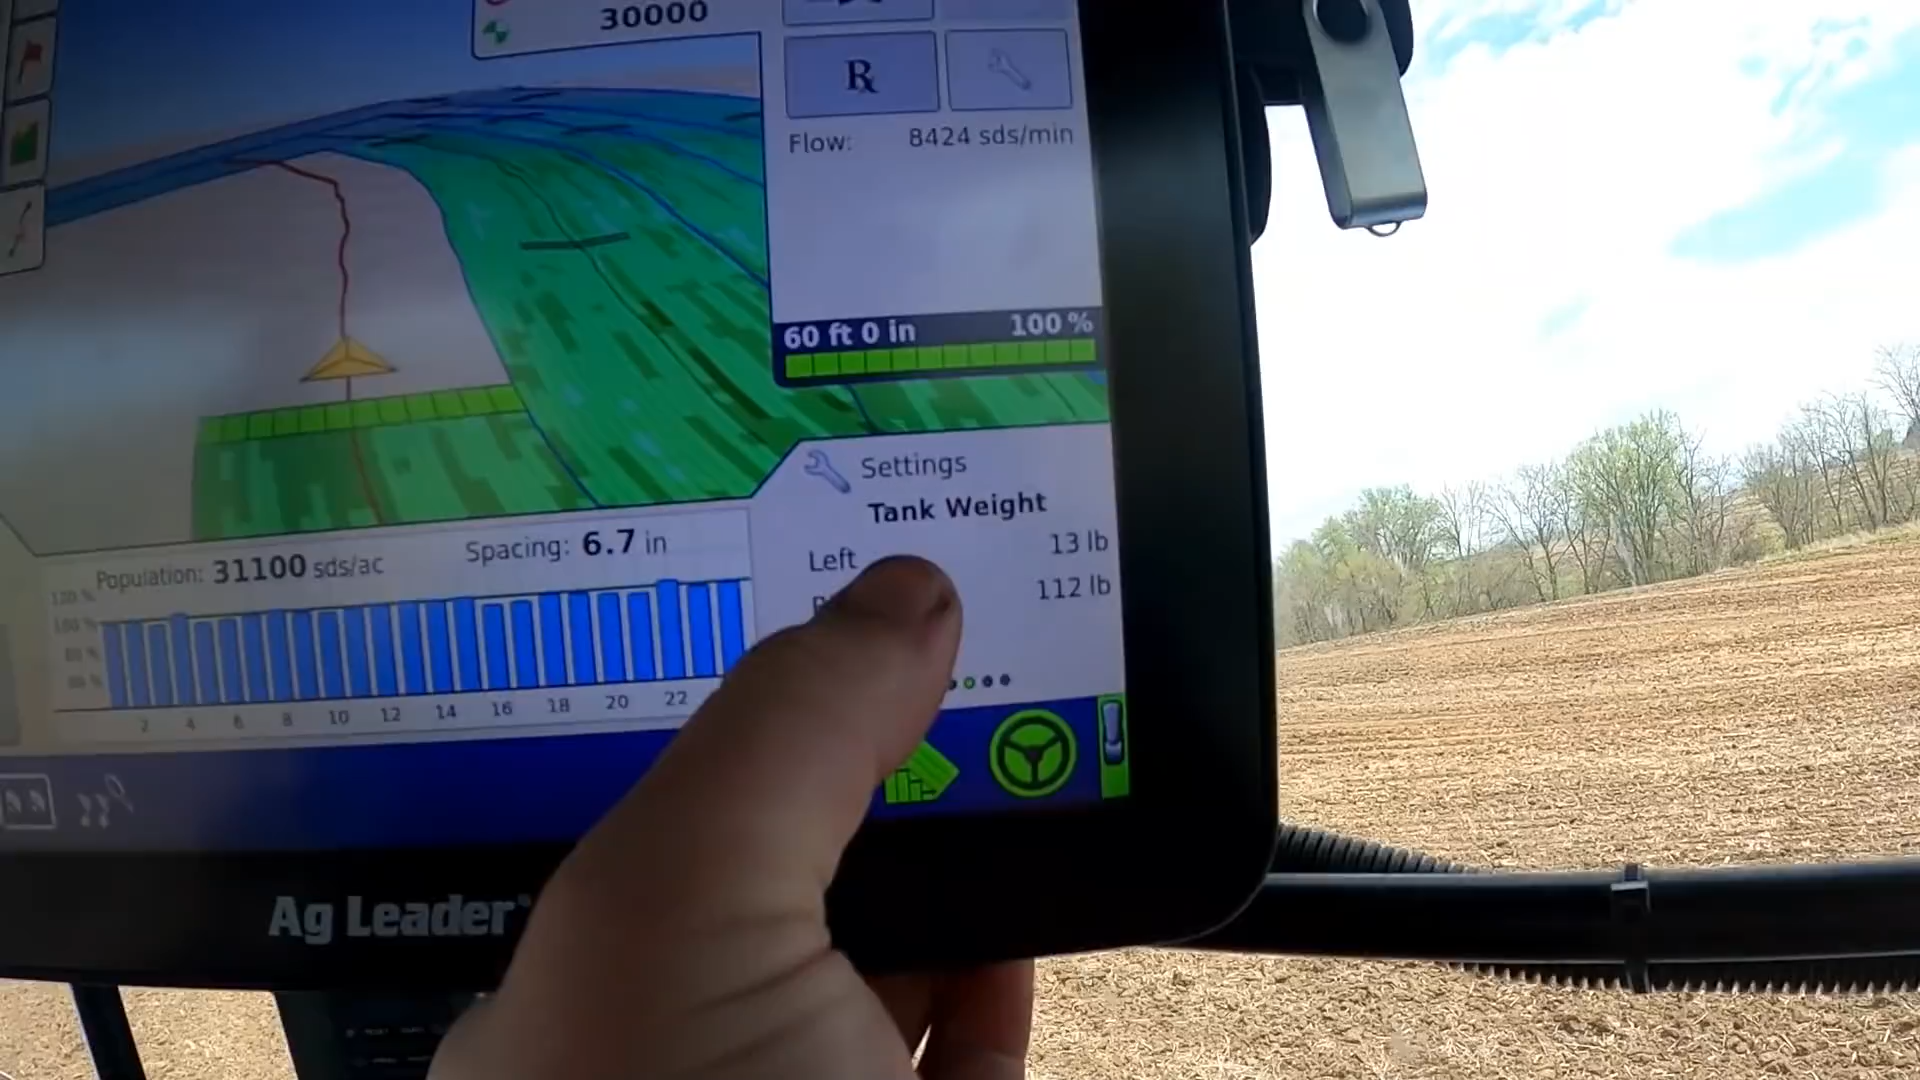 30000
Rx
Flow: 8424 sds/min
60 ft 0 in 100 %
Settings
Tank Weight
Left 13 lb
112 lb
Population: 31100 sds/ac Spacing: 6.7 in
100 %
2 4 6 8 10 12 14 16 18 20 22
Ag Leader